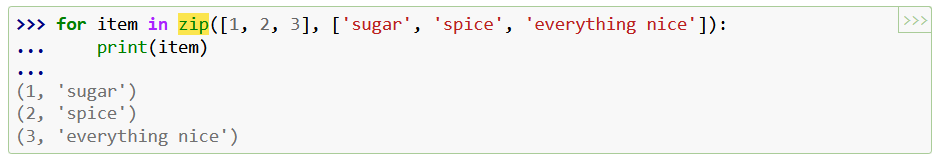 >>> for item in zip([1, 2, 3], ['sugar', 'spice', 'everything nice']):
...     print(item)
...
(1, 'sugar')
(2, 'spice')
(3, 'everything nice')
>>>